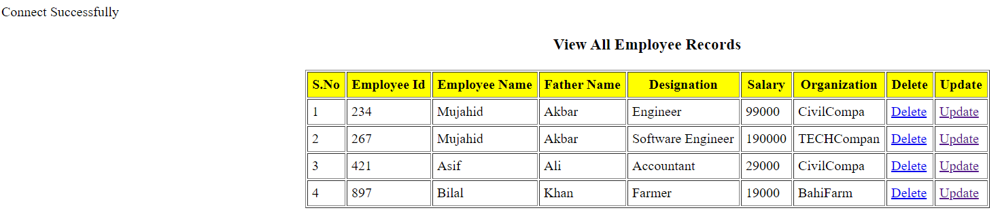 Connect Successfully
View All Employee Records
S.No Employee Id Employee Name Father Name Designation Salary Organization Delete Update
1 234 Mujahid Akbar Engineer 99000 CivilCompa Delete Update
2 267 Mujahid Akbar Software Engineer 190000 TECHCompan Delete Update
3 421 Asif Ali Accountant 29000 CivilCompa Delete Update
4 897 Bilal Khan Farmer 19000 BahiFarm Delete Update